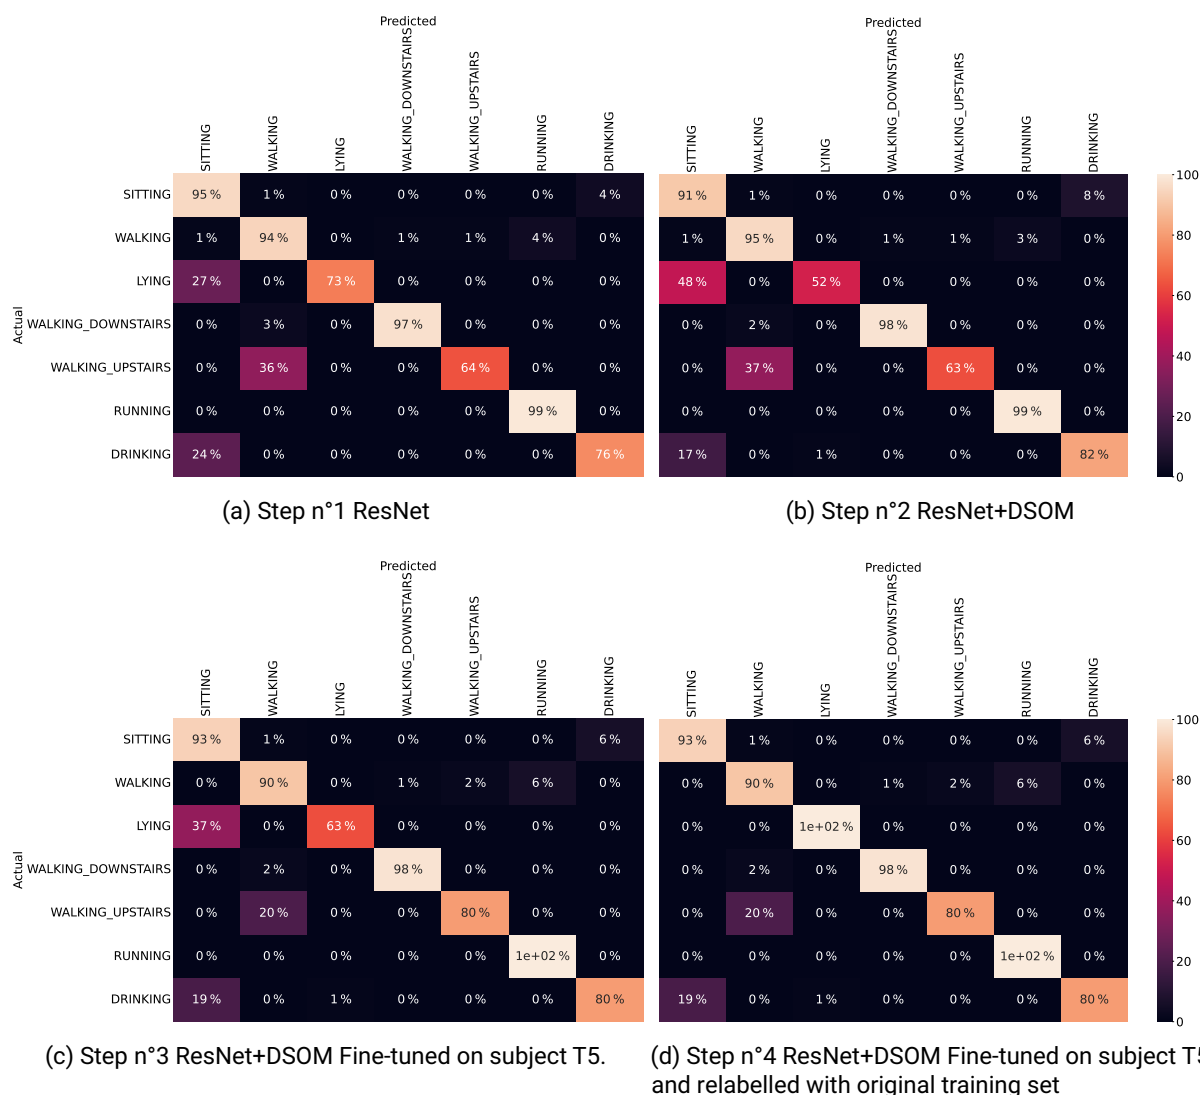 Predicted
SITTING WALKING LYING WALKING_DOWNSTAIRS WALKING_UPSTAIRS RUNNING DRINKING
Actual
SITTING 95 % 1 % 0 % 0 % 0 % 0 % 4 %
WALKING 1 % 94 % 0 % 1 % 1 % 4 % 0 %
LYING 27 % 0 % 73 % 0 % 0 % 0 % 0 %
WALKING_DOWNSTAIRS 0 % 3 % 0 % 97 % 0 % 0 % 0 %
WALKING_UPSTAIRS 0 % 36 % 0 % 0 % 64 % 0 % 0 %
RUNNING 0 % 0 % 0 % 0 % 0 % 99 % 0 %
DRINKING 24 % 0 % 0 % 0 % 0 % 0 % 76 %
(a) Step n°1 ResNet
Predicted
SITTING WALKING LYING WALKING_DOWNSTAIRS WALKING_UPSTAIRS RUNNING DRINKING
91 % 1 % 0 % 0 % 0 % 0 % 8 %
1 % 95 % 0 % 1 % 1 % 3 % 0 %
48 % 0 % 52 % 0 % 0 % 0 % 0 %
0 % 2 % 0 % 98 % 0 % 0 % 0 %
0 % 37 % 0 % 0 % 63 % 0 % 0 %
0 % 0 % 0 % 0 % 0 % 99 % 0 %
17 % 0 % 1 % 0 % 0 % 0 % 82 %
100
80
60
40
20
0
(b) Step n°2 ResNet+DSOM
Predicted
SITTING WALKING LYING WALKING_DOWNSTAIRS WALKING_UPSTAIRS RUNNING DRINKING
Actual
SITTING 93 % 1 % 0 % 0 % 0 % 0 % 6 %
WALKING 0 % 90 % 0 % 1 % 2 % 6 % 0 %
LYING 37 % 0 % 63 % 0 % 0 % 0 % 0 %
WALKING_DOWNSTAIRS 0 % 2 % 0 % 98 % 0 % 0 % 0 %
WALKING_UPSTAIRS 0 % 20 % 0 % 0 % 80 % 0 % 0 %
RUNNING 0 % 0 % 0 % 0 % 0 % 1e+02 % 0 %
DRINKING 19 % 0 % 1 % 0 % 0 % 0 % 80 %
(c) Step n°3 ResNet+DSOM Fine-tuned on subject T5.
Predicted
SITTING WALKING LYING WALKING_DOWNSTAIRS WALKING_UPSTAIRS RUNNING DRINKING
93 % 1 % 0 % 0 % 0 % 0 % 6 %
0 % 90 % 0 % 1 % 2 % 6 % 0 %
0 % 0 % 1e+02 % 0 % 0 % 0 % 0 %
0 % 2 % 0 % 98 % 0 % 0 % 0 %
0 % 20 % 0 % 0 % 80 % 0 % 0 %
0 % 0 % 0 % 0 % 0 % 1e+02 % 0 %
19 % 0 % 1 % 0 % 0 % 0 % 80 %
100
80
60
40
20
0
(d) Step n°4 ResNet+DSOM Fine-tuned on subject T5
and relabelled with original training set